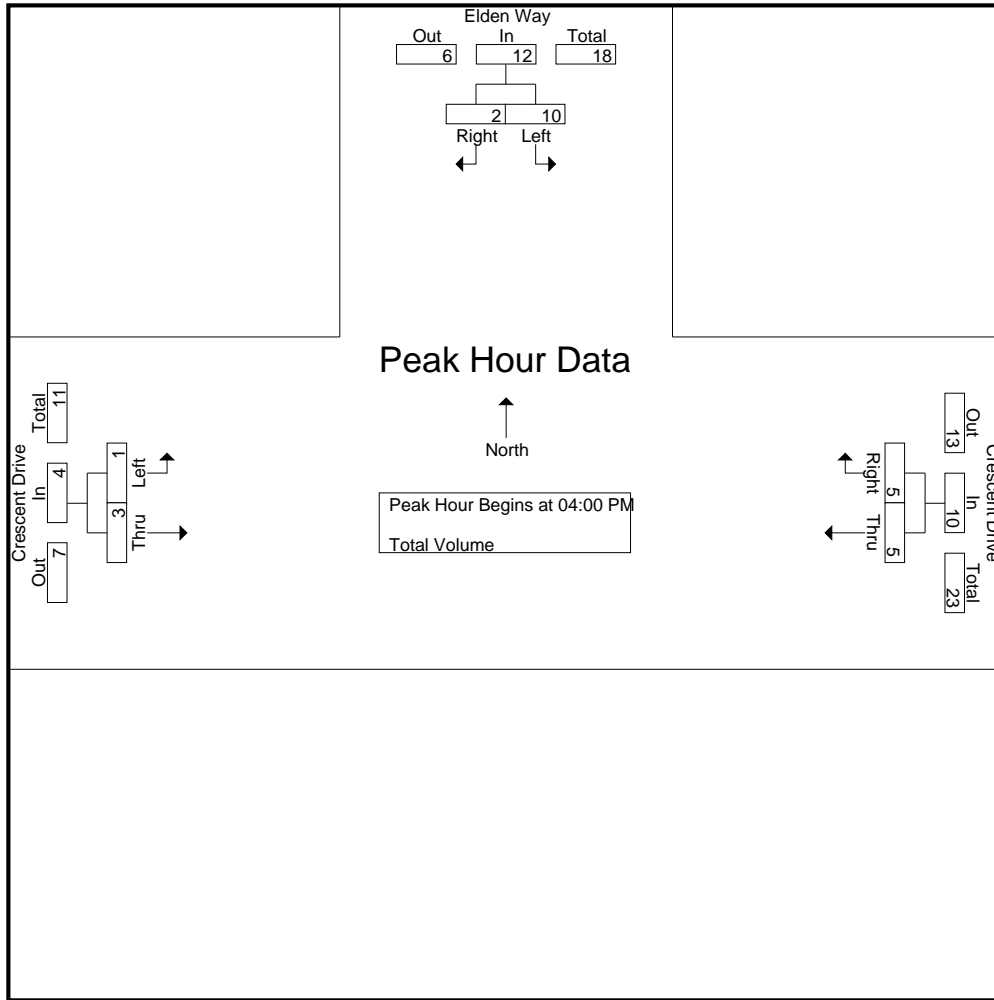 Elden Way
Out In Total
6 12 18
2 10
Right Left
Peak Hour Data
North
Peak Hour Begins at 04:00 PM
Total Volume
Crescent Drive
Out In Total
7 4 11
Thru Left
3 1
Crescent Drive
Out In Total
13 10 23
Right Thru
5 5